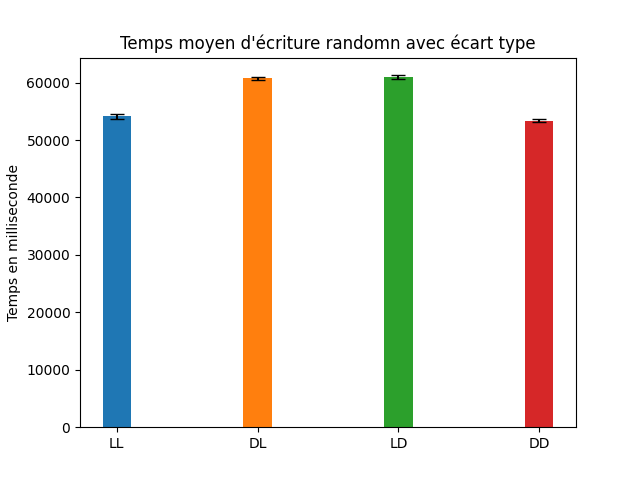 Temps moyen d'écriture randomn avec écart type
60000
50000
40000
30000
20000
10000
0
Temps en milliseconde
LL DL LD DD